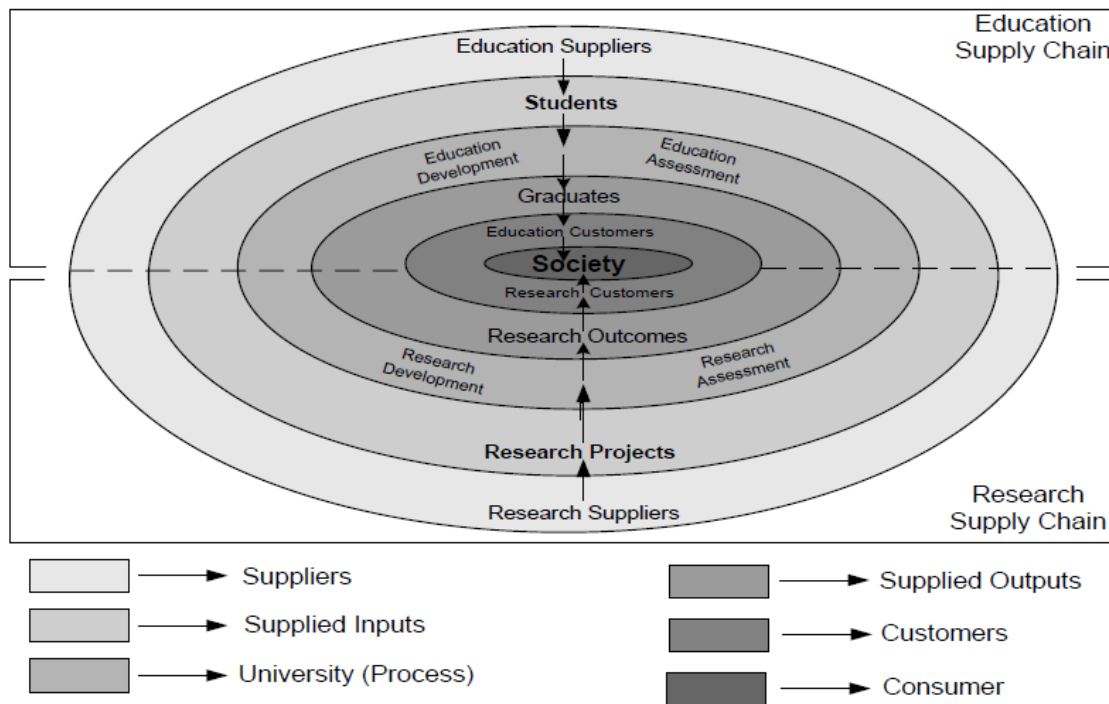 Education
Supply Chain
Education Suppliers
Students
Education
Development
Education
Assessment
Graduates
Education Customers
Society
Research Customers
Research Outcomes
Research
Development
Research
Assessment
Research Projects
Research Suppliers
Research
Supply Chain
Suppliers
Supplied Inputs
University (Process)
Supplied Outputs
Customers
Consumer